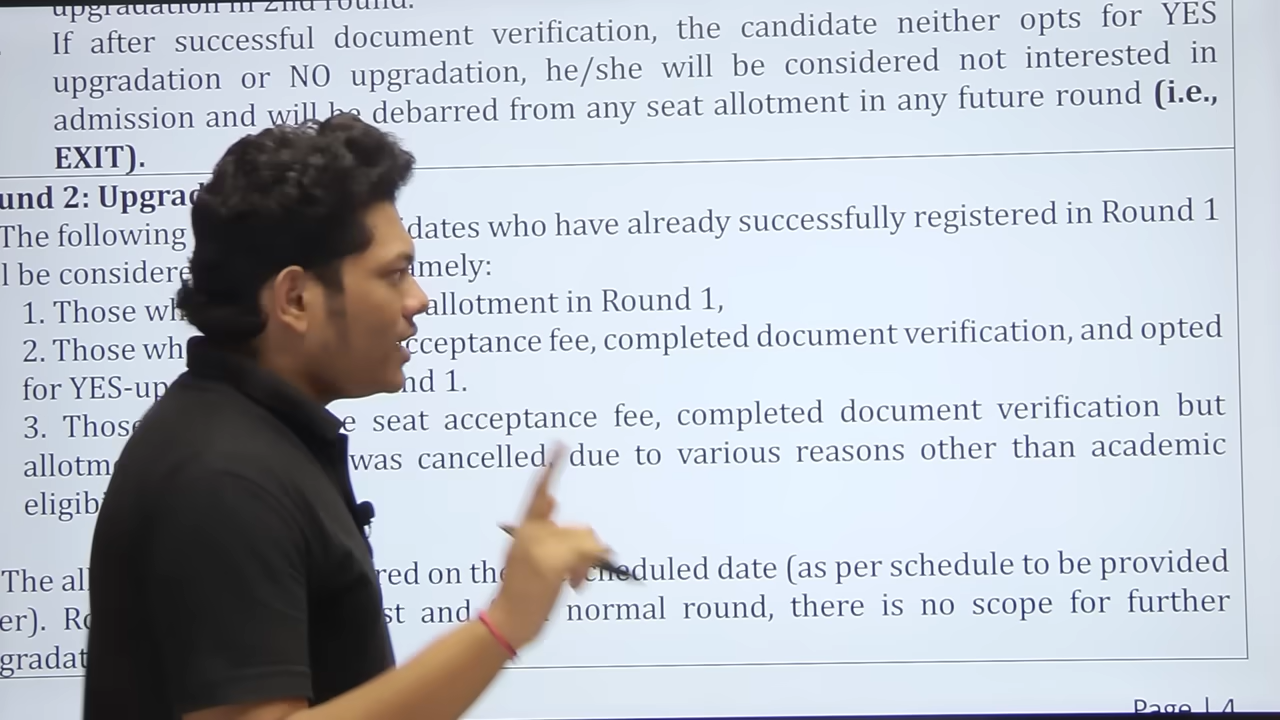 upgradation in 2nd round.
If after successful document verification, the candidate neither opts for YES
upgradation or NO upgradation, he/she will be considered not interested in
admission and will be debarred from any seat allotment in any future round (i.e.,
EXIT).
und 2: Upgrad
The following dates who have already successfully registered in Round 1
l be considere amely:
1. Those wh allotment in Round 1,
2. Those wh cceptance fee, completed document verification, and opted
for YES-up nd 1.
3. Those e seat acceptance fee, completed document verification but
allotm was cancelled, due to various reasons other than academic
eligib
The al red on the scheduled date (as per schedule to be provided
er). Ro st and normal round, there is no scope for further
gradat
Page | 4